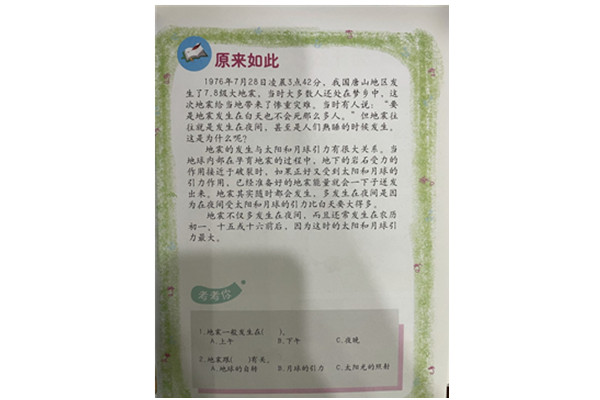 原来如此
1976年7月28日凌晨3点42分，我国唐山地区发
生了7.8级大地震。当时大多数人还处在梦乡中，这
次地震给当地带来了惨重灾难。当时有人说：“要
是地震发生在白天也不会死那么多人。”但地震往
往就是发生在夜间，甚至是人们熟睡的时候发生。
这是为什么呢？
地震的发生与太阳和月球引力有很大关系。当
地球内部在孕育地震的过程中，地下的岩石受力的
作用接近于破裂时，如果正好又受到太阳和月球的
引力作用，已经准备好的地震能量就会一下子迸发
出来。地震其实随时都会发生，多发生在夜间是因
为在夜间受太阳和月球的引力比白天要大得多。
地震不仅多发生在夜间，而且还常发生在农历
初一、十五或十六前后，因为这时的太阳和月球引
力最大。
考考你
1.地震一般发生在( )。
A.上午 B.下午 C.夜晚
2.地震跟( )有关。
A.地球的自转 B.月球的引力 C.太阳光的照射